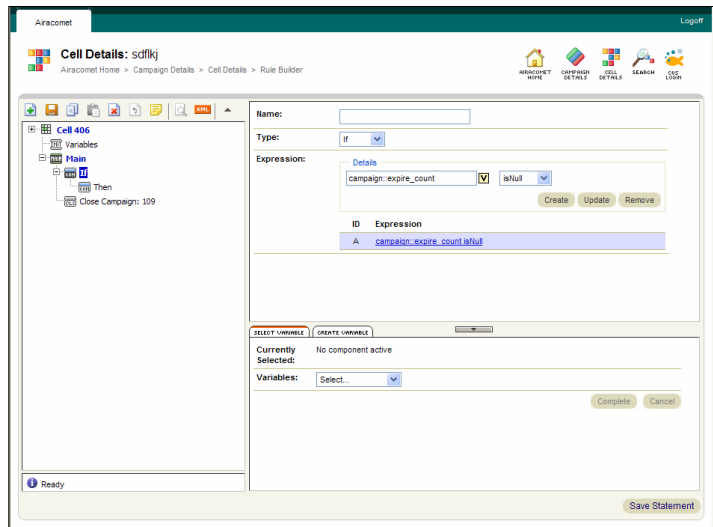 Airacomet
Logoff
Cell Details: sdflkj
Airacomet Home > Campaign Details > Cell Details > Rule Builder
AIRACOMET HOME
CAMPAIGN DETAILS
CELL DETAILS
SEARCH
CUS LOGIN
XML
Cell 406
Variables
Main
If
Then
Close Campaign: 109
Ready
Name:
Type:
If
Expression:
Details
campaign::expire_count
V
isNull
Create
Update
Remove
ID Expression
A campaign::expire_count isNull
SELECT VARIABLE
CREATE VARIABLE
Currently Selected:
No component active
Variables:
Select...
Complete
Cancel
Save Statement